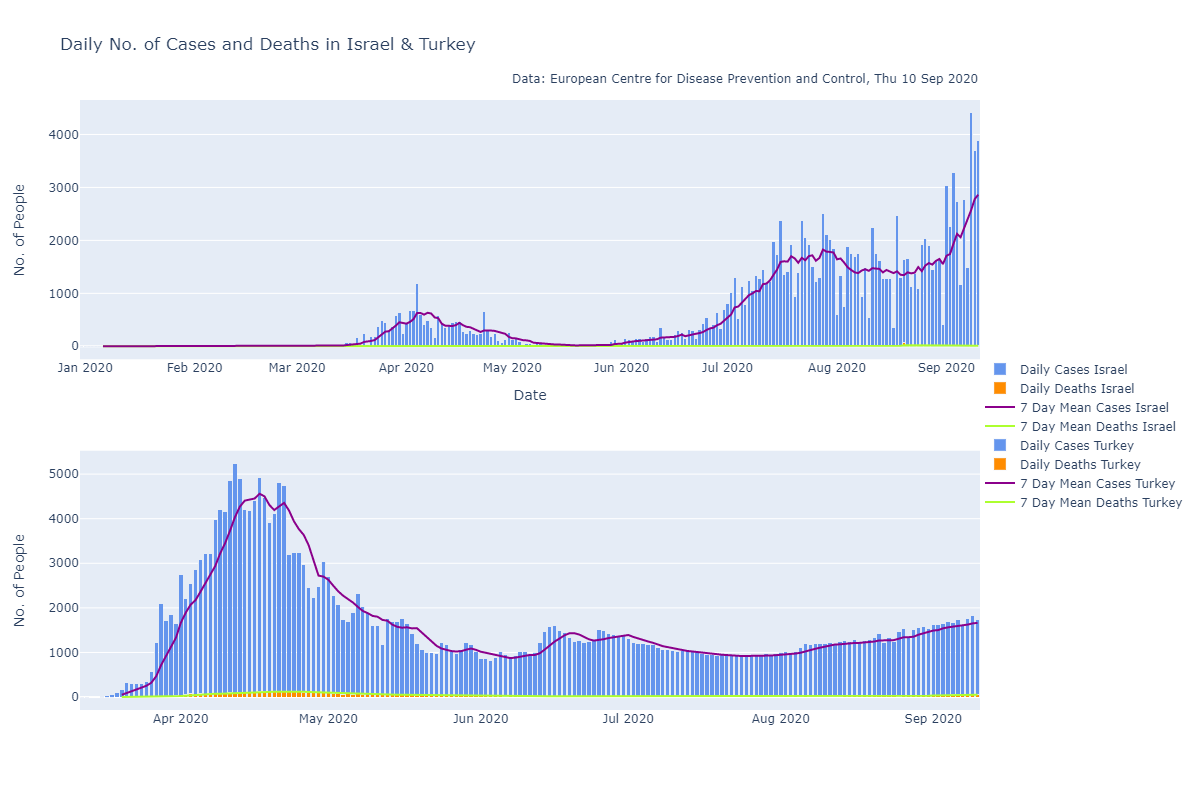 Daily No. of Cases and Deaths in Israel & Turkey
Data: European Centre for Disease Prevention and Control, Thu 10 Sep 2020
No. of People
4000
3000
2000
1000
0
Jan 2020 Feb 2020 Mar 2020 Apr 2020 May 2020 Jun 2020 Jul 2020 Aug 2020 Sep 2020
Date
Daily Cases Israel
Daily Deaths Israel
7 Day Mean Cases Israel
7 Day Mean Deaths Israel
Daily Cases Turkey
Daily Deaths Turkey
7 Day Mean Cases Turkey
7 Day Mean Deaths Turkey
No. of People
5000
4000
3000
2000
1000
0
Apr 2020 May 2020 Jun 2020 Jul 2020 Aug 2020 Sep 2020